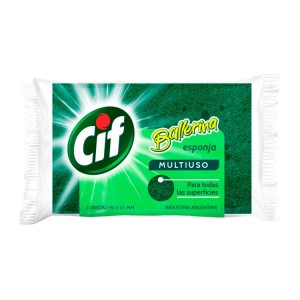 Cif
Ballerina
esponja
MULTIUSO
Para todas
las superficies
INDUSTRIA ARGENTINA